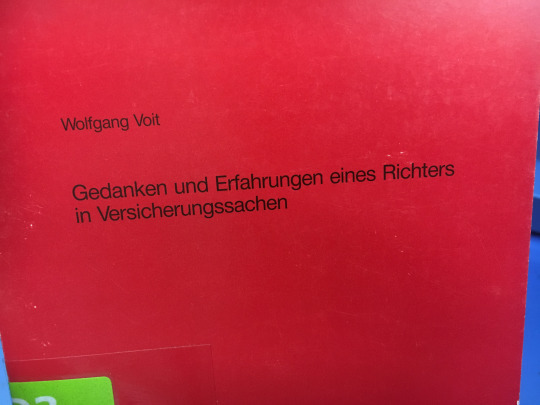 Wolfgang Voit
Gedanken und Erfahrungen eines Richters
in Versicherungssachen